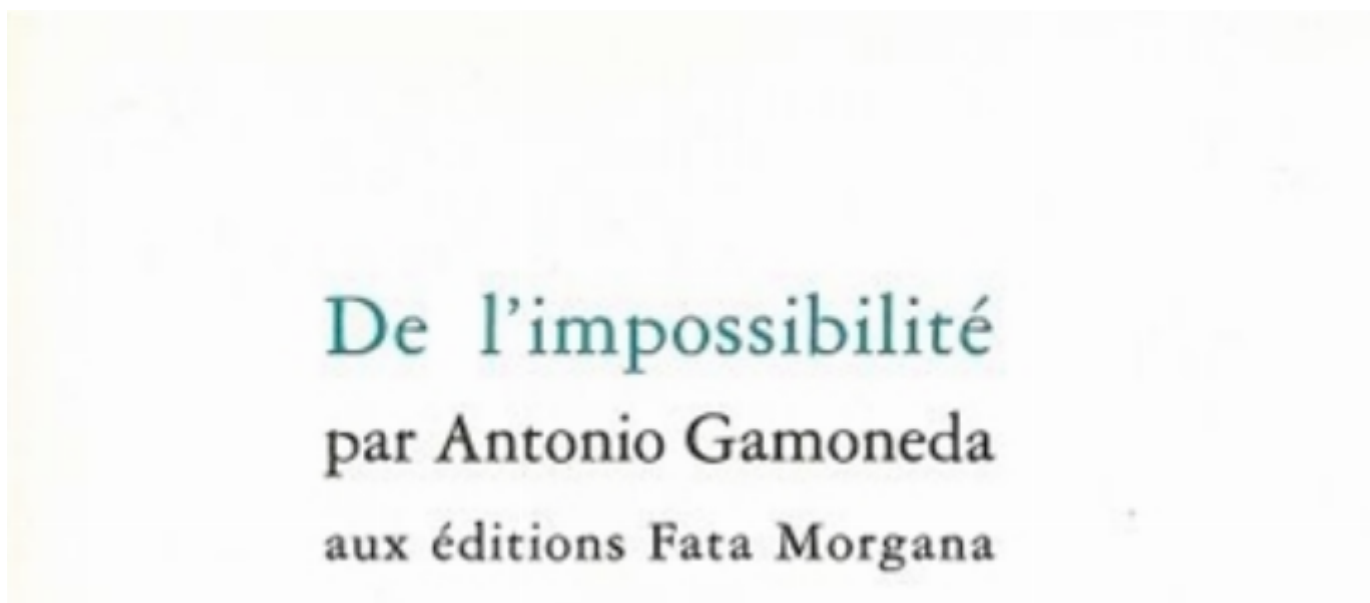 De l’impossibilité
par Antonio Gamoneda
aux éditions Fata Morgana